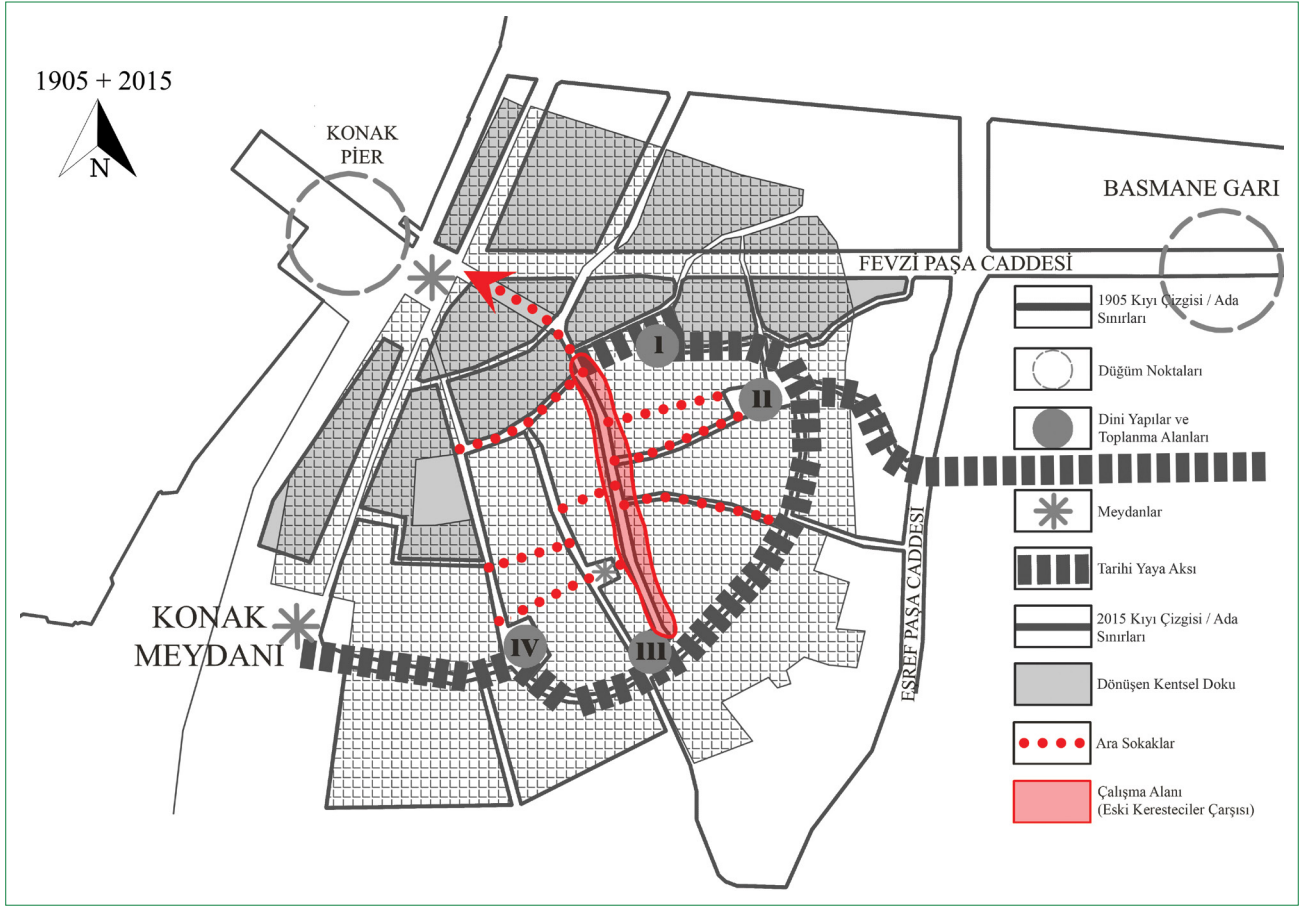 1905 + 2015
N
KONAK
PİER
BASMANE GARI
FEVZİ PAŞA CADDESİ
I
II
III
IV
KONAK
MEYDANI
EŞREF PAŞA CADDESİ
1905 Kıyı Çizgisi / Ada
Sınırları
Düğüm Noktaları
Dini Yapılar ve
Toplanma Alanları
Meydanlar
Tarihi Yaya Aksı
2015 Kıyı Çizgisi / Ada
Sınırları
Dönüşen Kentsel Doku
Ara Sokaklar
Çalışma Alanı
(Eski Keresteciler Çarşısı)